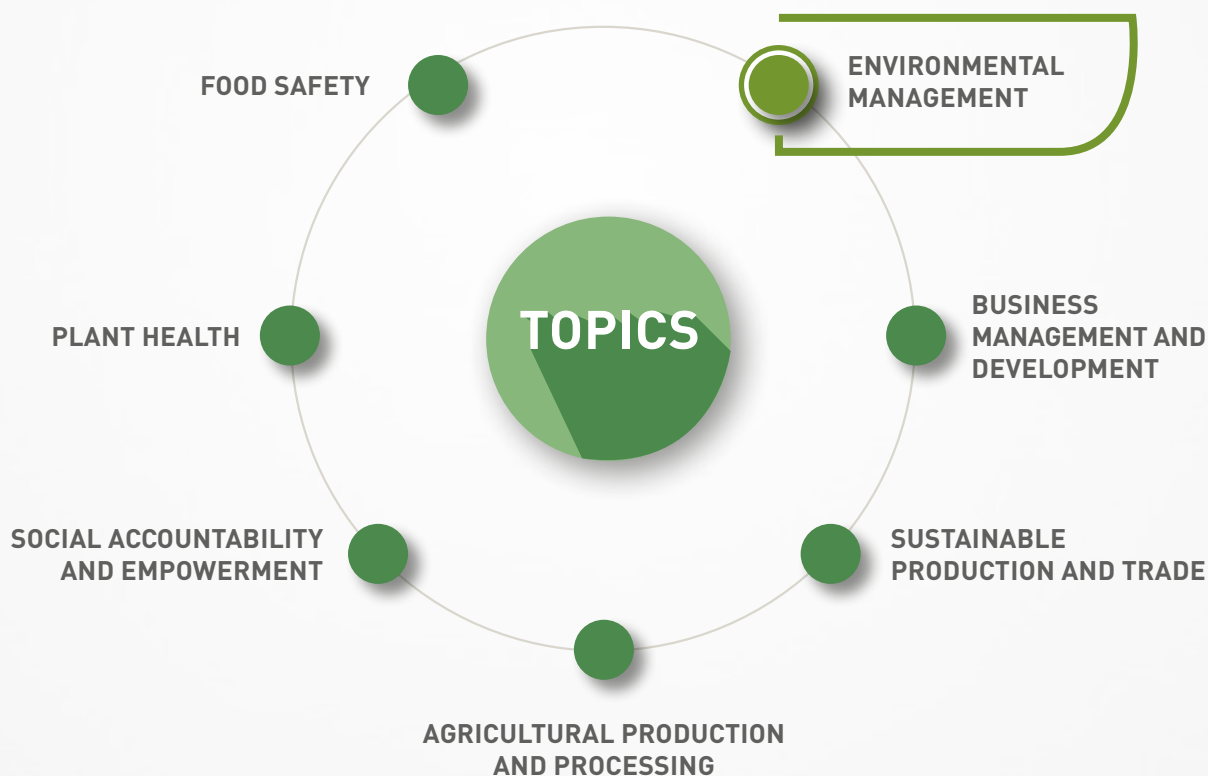 FOOD SAFETY
ENVIRONMENTAL
MANAGEMENT
TOPICS
PLANT HEALTH
BUSINESS
MANAGEMENT AND
DEVELOPMENT
SOCIAL ACCOUNTABILITY
AND EMPOWERMENT
SUSTAINABLE
PRODUCTION AND TRADE
AGRICULTURAL PRODUCTION
AND PROCESSING